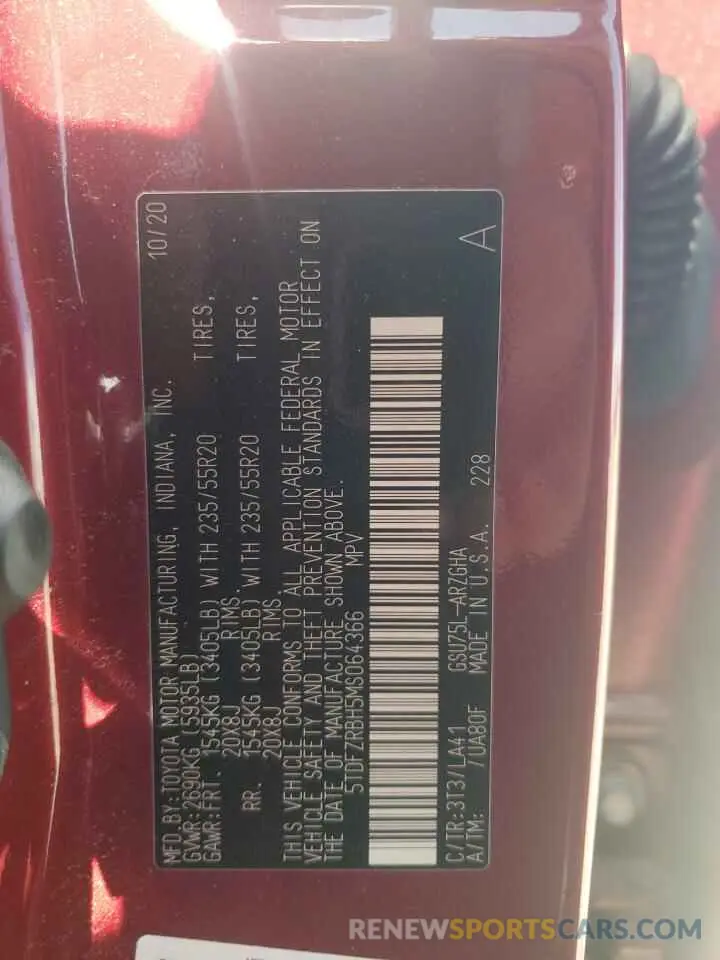 MFD. BY: TOYOTA MOTOR MANUFACTURING, INDIANA, INC. 10/20
GVWR: 2690KG (5935LB)
GAWR: FRT. 1545KG (3405LB) WITH 235/55R20 TIRES,
20X8J RIMS.
RR. 1545KG (3405LB) WITH 235/55R20 TIRES,
20X8J RIMS.
THIS VEHICLE CONFORMS TO ALL APPLICABLE FEDERAL MOTOR
VEHICLE SAFETY AND THEFT PREVENTION STANDARDS IN EFFECT ON
THE DATE OF MANUFACTURE SHOWN ABOVE.
5TDFZRBH5MS064366 MPV
C/TR: 3T3/LA41 GSU75L-ARZGHA
A/TM: /UA80F MADE IN U.S.A. 228
A
RENEWSPORTSCARS.COM